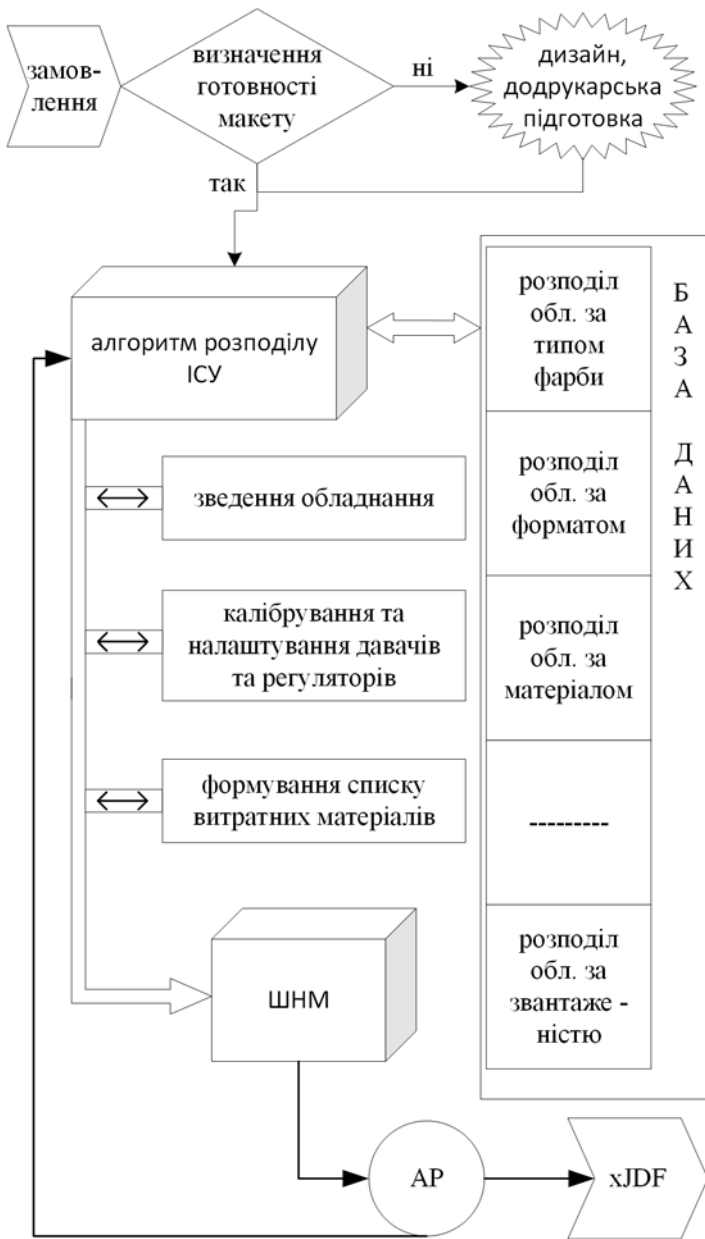 замов-
лення
визначення
готовності
макету
ні
дизайн,
додрукарська
підготовка
так
алгоритм розподілу
ІСУ
розподіл
обл. за
типом
фарби
БАЗА ДАНИХ
зведення обладнання
розподіл
обл. за
форматом
калібрування та
налаштування давачів
та регуляторів
розподіл
обл. за
матеріалом
формування списку
витратних матеріалів
---------
розподіл
обл. за
звантаже -
ністю
ШНМ
АР
xJDF